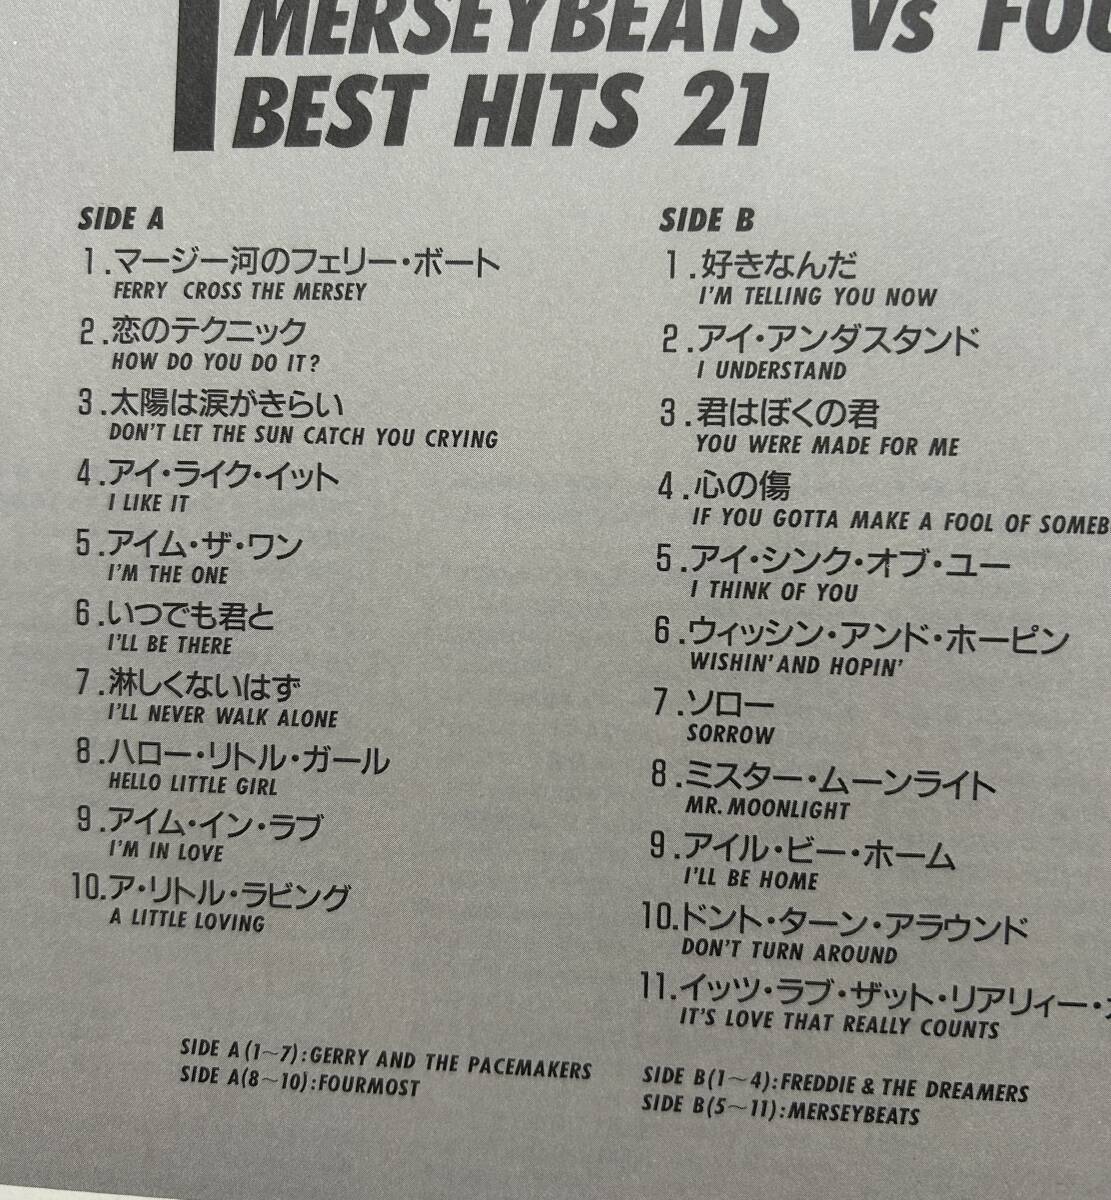 MERSEYBEATS Vs FOU
BEST HITS 21
SIDE A
1.マージー河のフェリー・ボート
FERRY CROSS THE MERSEY
2.恋のテクニック
HOW DO YOU DO IT?
3.太陽は涙がきらい
DON'T LET THE SUN CATCH YOU CRYING
4.アイ・ライク・イット
I LIKE IT
5.アイム・ザ・ワン
I'M THE ONE
6.いつでも君と
I'LL BE THERE
7.淋しくないはず
I'LL NEVER WALK ALONE
8.ハロー・リトル・ガール
HELLO LITTLE GIRL
9.アイム・イン・ラブ
I'M IN LOVE
10.ア・リトル・ラビング
A LITTLE LOVING
SIDE A(1~7):GERRY AND THE PACEMAKERS
SIDE A(8~10):FOURMOST
SIDE B
1.好きなんだ
I'M TELLING YOU NOW
2.アイ・アンダスタンド
I UNDERSTAND
3.君はぼくの君
YOU WERE MADE FOR ME
4.心の傷
IF YOU GOTTA MAKE A FOOL OF SOMEB
5.アイ・シンク・オブ・ユー
I THINK OF YOU
6.ウィッシン・アンド・ホーピン
WISHIN' AND HOPIN'
7.ソロー
SORROW
8.ミスター・ムーンライト
MR. MOONLIGHT
9.アイル・ビー・ホーム
I'LL BE HOME
10.ドント・ターン・アラウンド
DON'T TURN AROUND
11.イッツ・ラブ・ザット・リアリィー・
IT'S LOVE THAT REALLY COUNTS
SIDE B(1~4):FREDDIE & THE DREAMERS
SIDE B(5~11):MERSEYBEATS